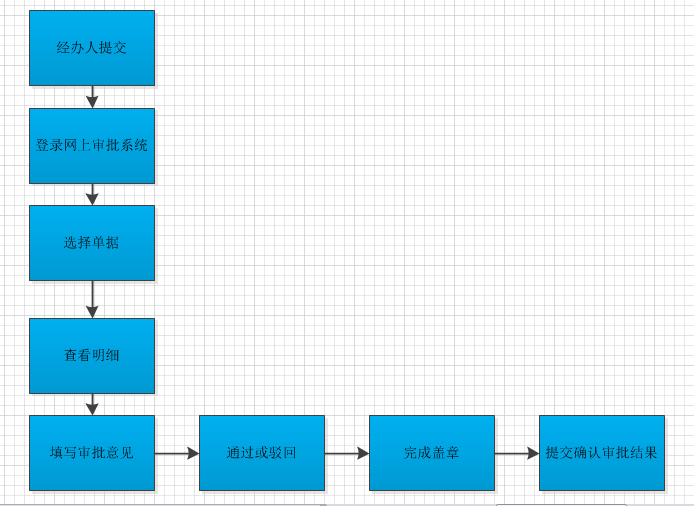 经办人提交
登录网上审批系统
选择单据
查看明细
填写审批意见
通过或驳回
完成盖章
提交确认审批结果